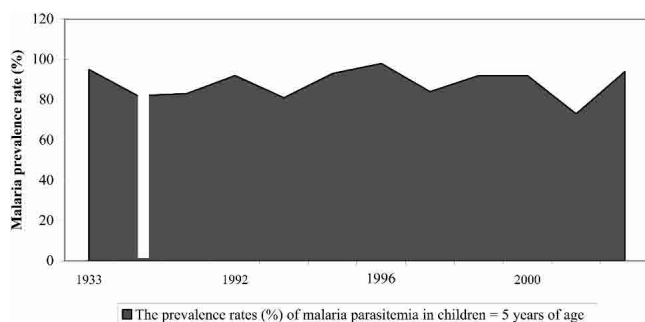 Malaria prevalence rate (%)
120
100
80
60
40
20
0
1933 1992 1996 2000
The prevalence rates (%) of malaria parasitemia in children = 5 years of age